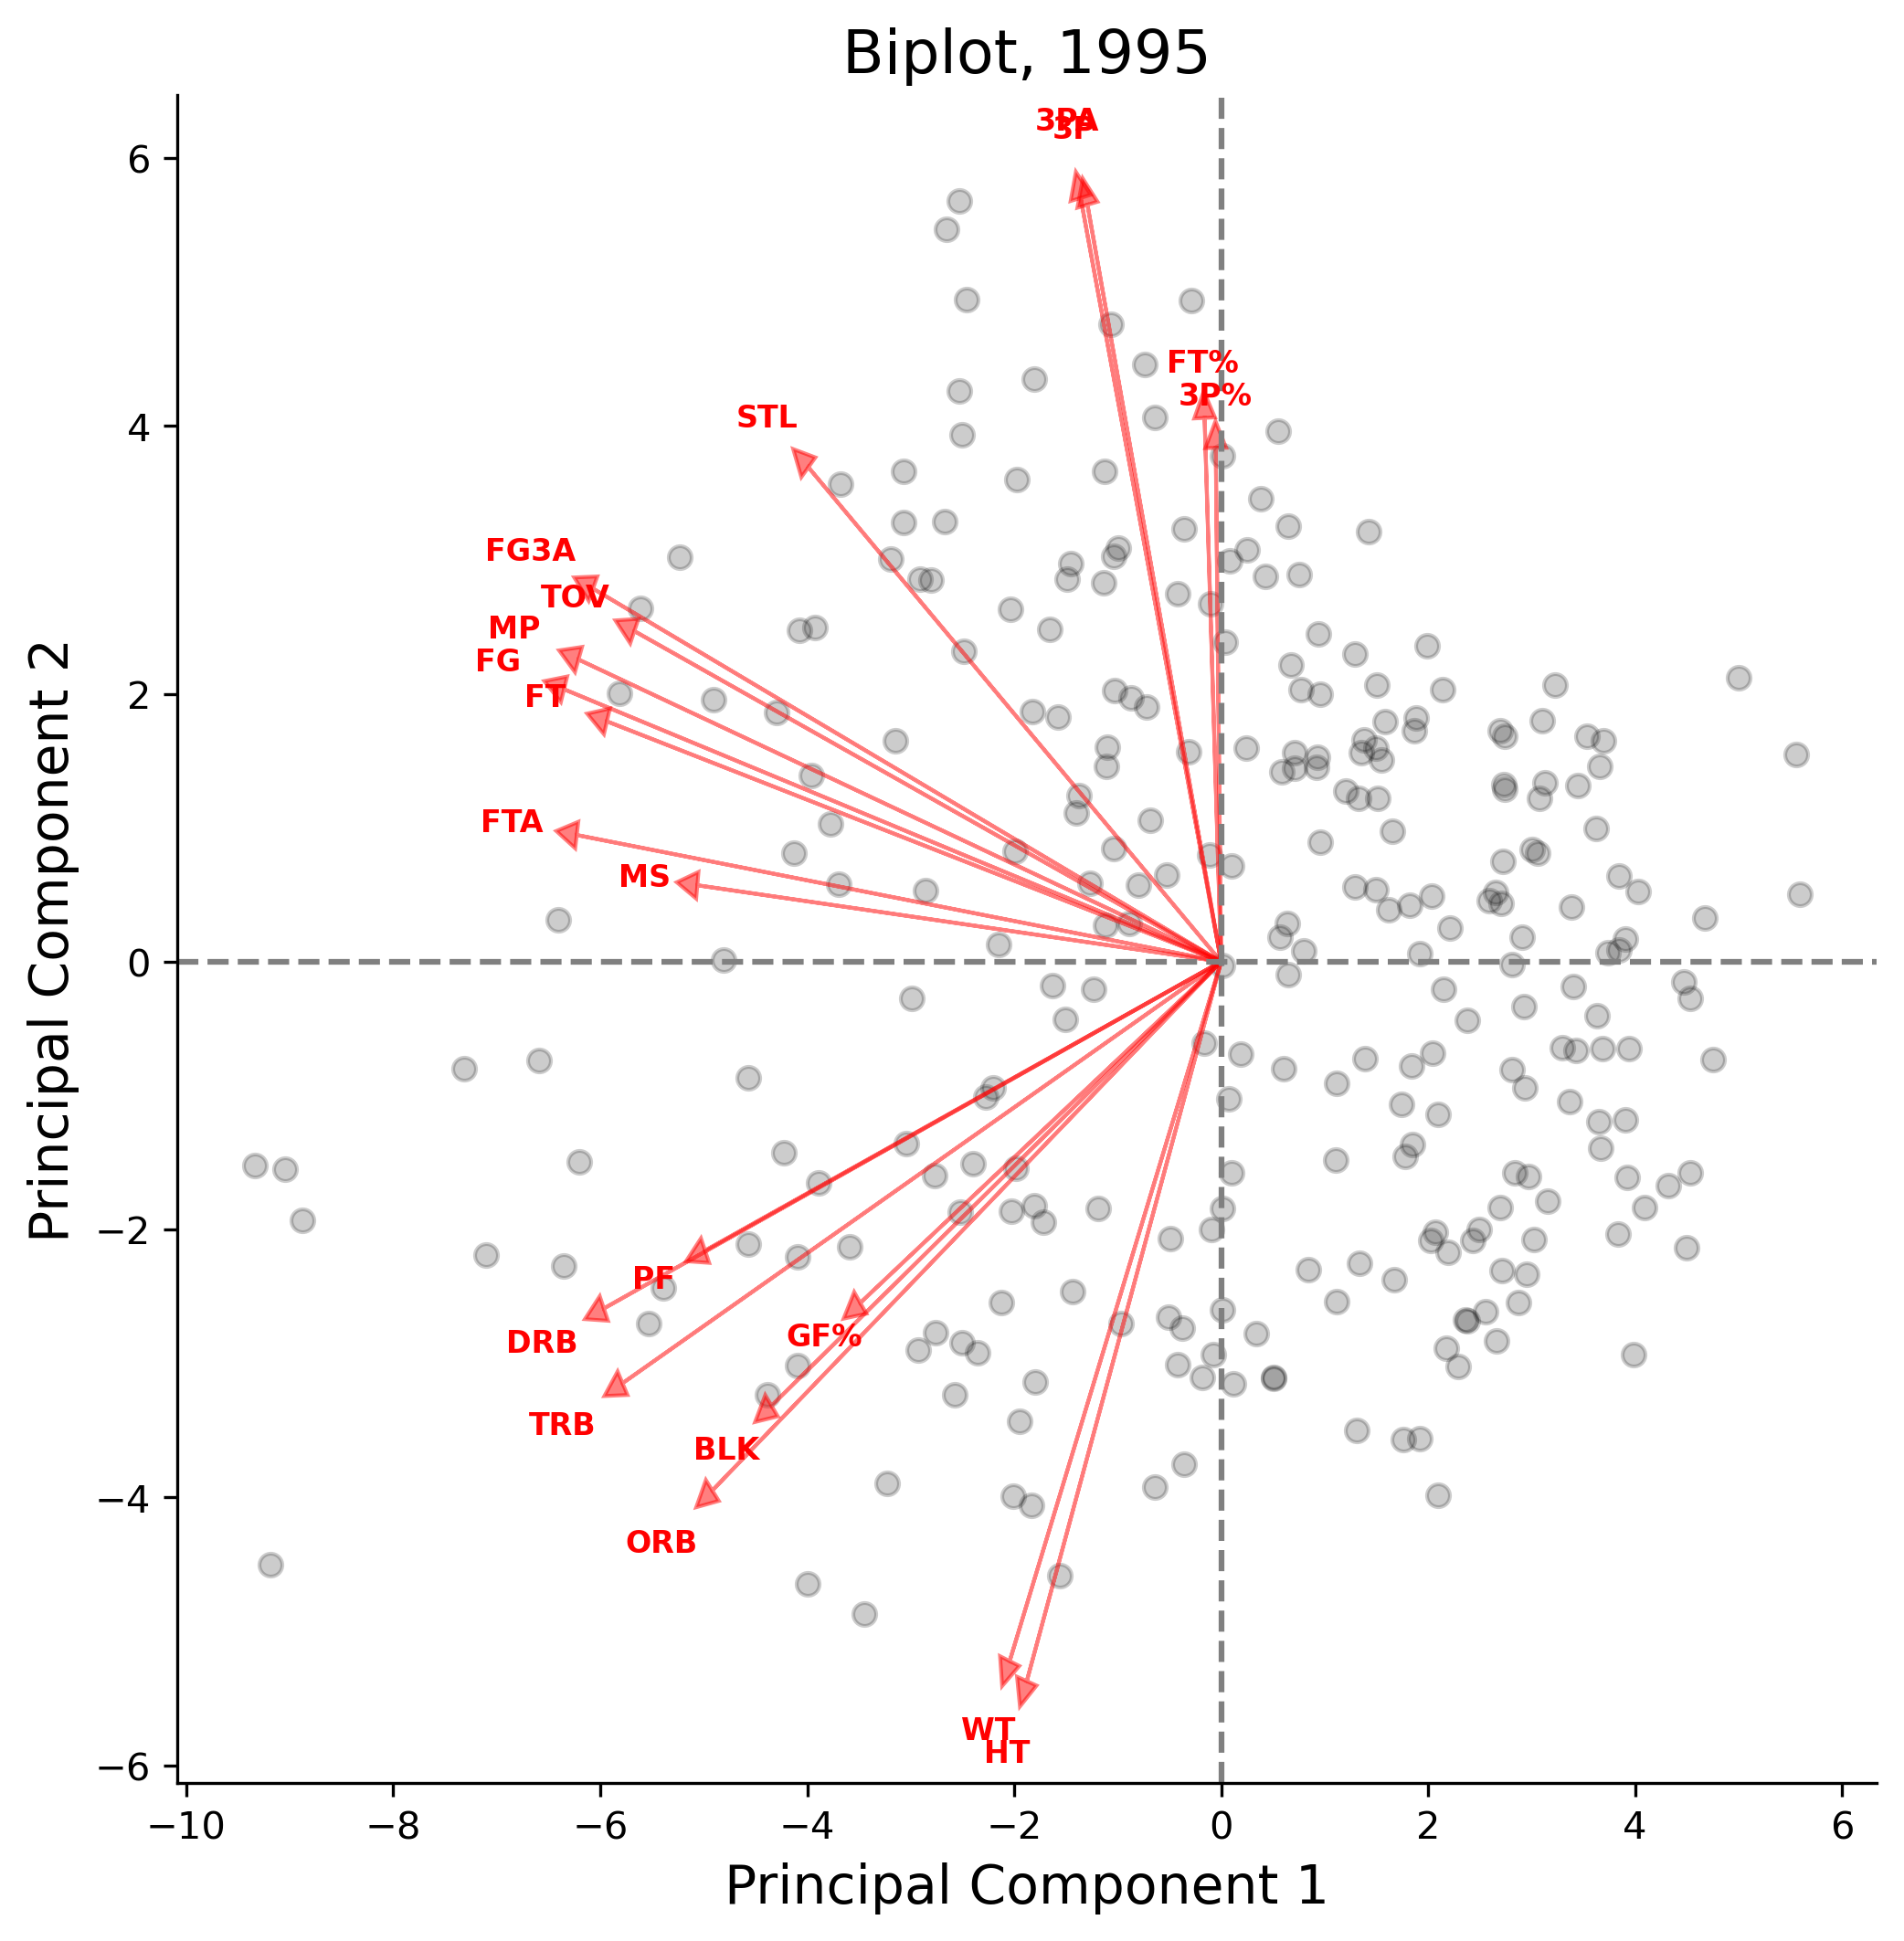 Biplot, 1995
3PA
3P
6
FT%
3P%
4
STL
FG3A
TOV
MP
FG
FT
2
FTA
MS
0
PF
−2
DRB
GF%
TRB
BLK
−4
ORB
WT
HT
−6
Principal Component 2
−10 −8 −6 −4 −2 0 2 4 6
Principal Component 1